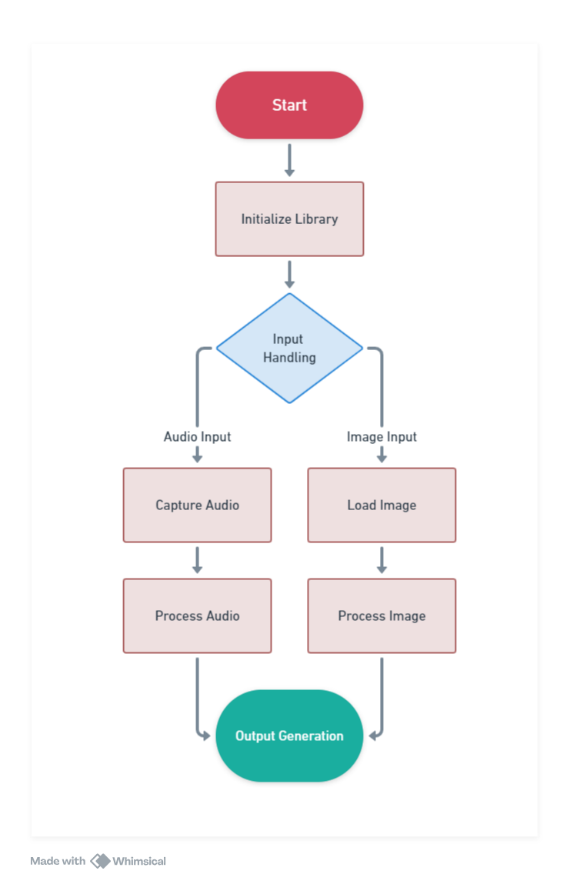 Start
Initialize Library
Input
Handling
Audio Input
Image Input
Capture Audio
Load Image
Process Audio
Process Image
Output Generation
Made with Whimsical